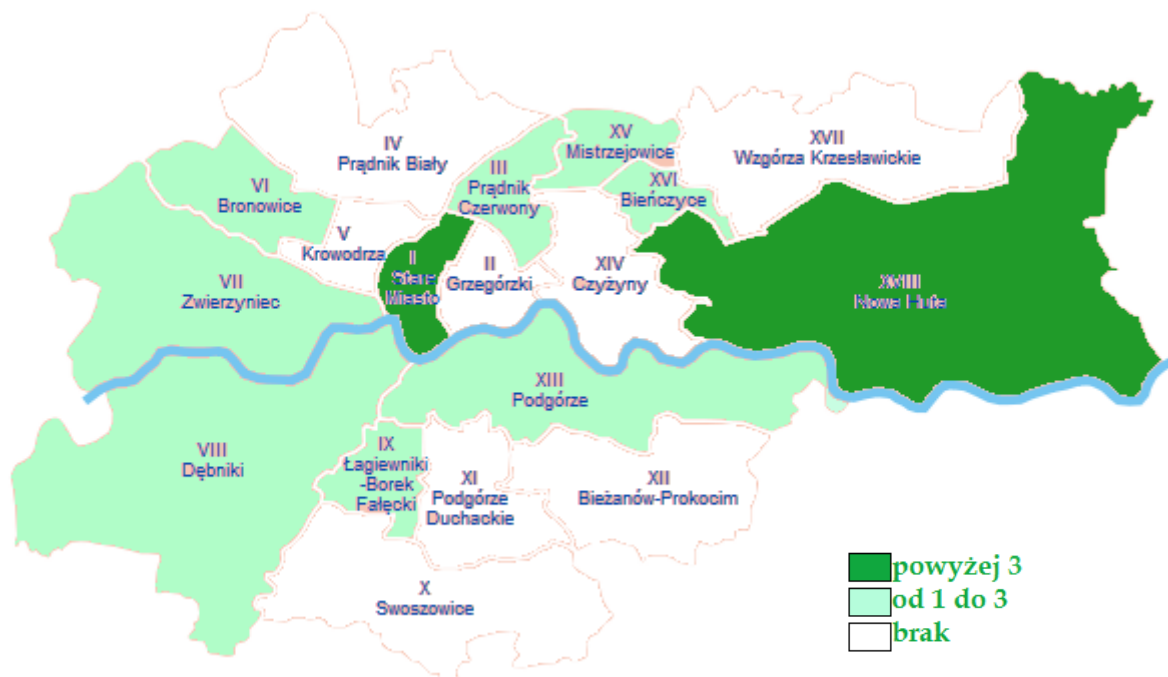 IV
Prądnik Biały
XV
Mistrzejowice
XVII
Wzgórza Krzesławickie
III
Prądnik
Czerwony
XVI
Bieńczyce
VI
Bronowice
V
Krowodrza
II
Stare
Miasto
II
Grzegórzki
XIV
Czyżyny
VII
Zwierzyniec
XVIII
Nowa Huta
XIII
Podgórze
VIII
Dębniki
IX
Łagiewniki
-Borek
Fałęcki
XI
Podgórze
Duchackie
XII
Bieżanów-Prokocim
X
Swoszowice
powyżej 3
od 1 do 3
brak